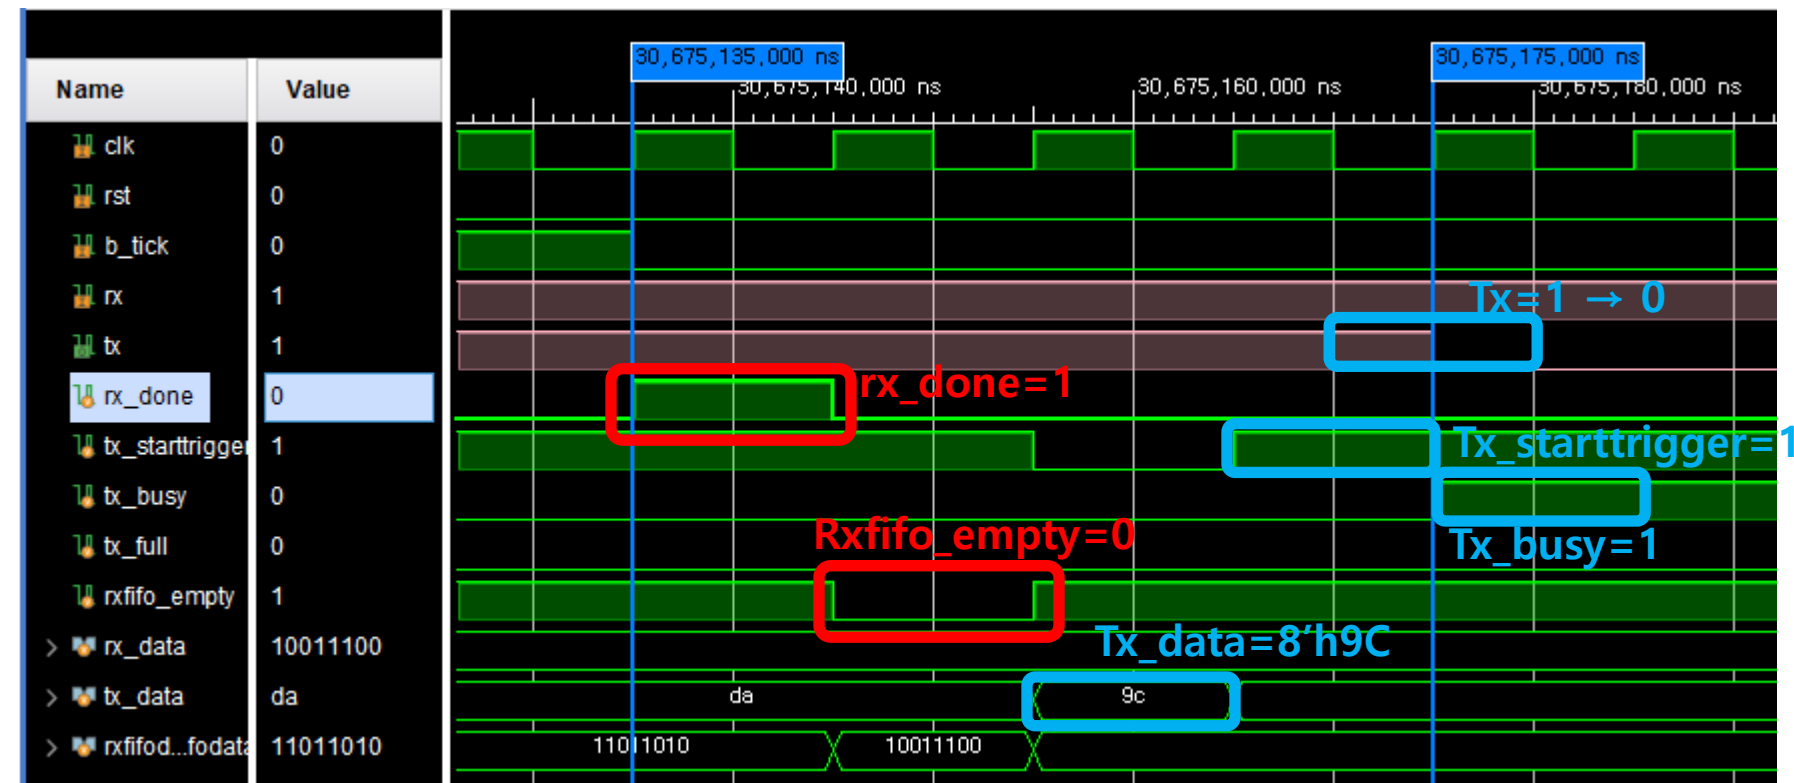 30,675,135,000 ns
30,675,175,000 ns
Name
Value
30,675,140,000 ns
30,675,160,000 ns
30,675,180,000 ns
clk
0
rst
0
b_tick
0
rx
1
Tx=1 → 0
tx
1
rx_done
0
rx_done=1
tx_starttrigger
1
Tx_starttrigger=1
tx_busy
0
Rxfifo_empty=0
tx_full
0
Tx_busy=1
rxfifo_empty
1
rx_data
10011100
Tx_data=8’h9C
tx_data
da
da
9c
rxfifod...fodata
11011010
11011010
10011100